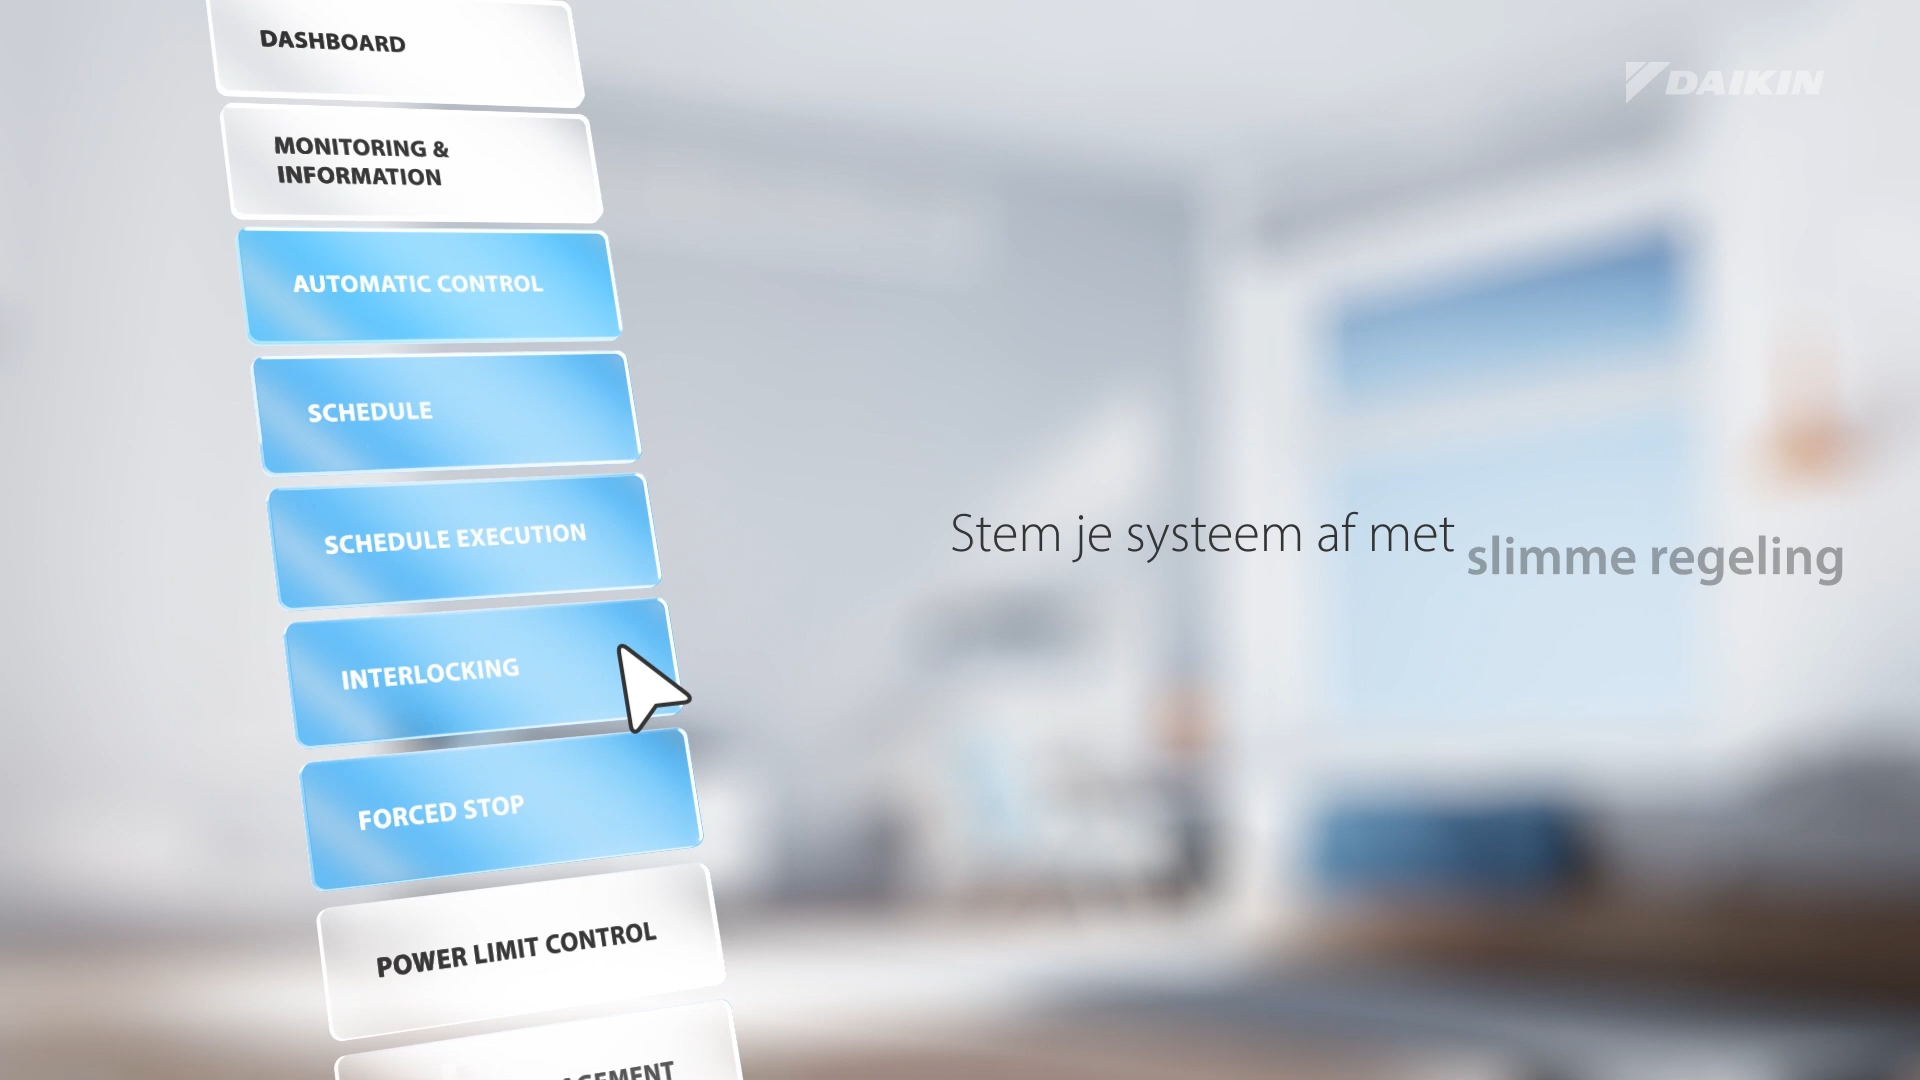 DASHBOARD
MONITORING &
INFORMATION
AUTOMATIC CONTROL
SCHEDULE
SCHEDULE EXECUTION
INTERLOCKING
FORCED STOP
POWER LIMIT CONTROL
DAIKIN
Stem je systeem af met slimme regeling